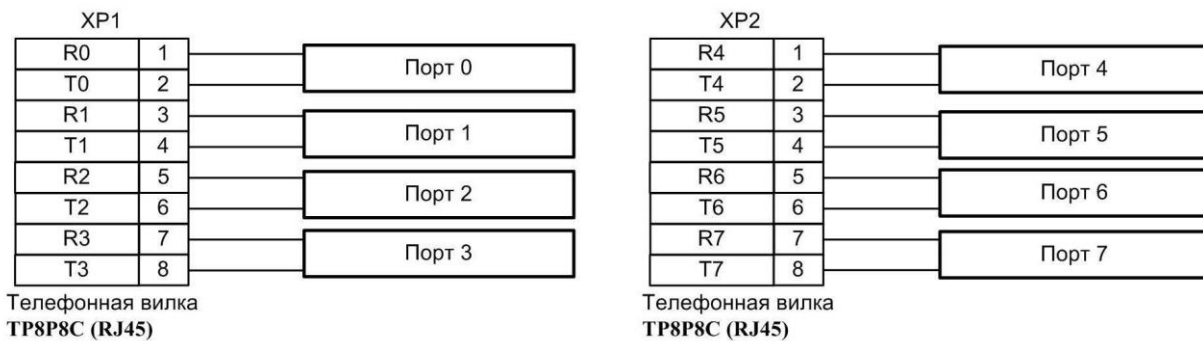 XP1
R0 1
T0 2
R1 3
T1 4
R2 5
T2 6
R3 7
T3 8
Порт 0
Порт 1
Порт 2
Порт 3
Телефонная вилка
TP8P8C (RJ45)
XP2
R4 1
T4 2
R5 3
T5 4
R6 5
T6 6
R7 7
T7 8
Порт 4
Порт 5
Порт 6
Порт 7
Телефонная вилка
TP8P8C (RJ45)